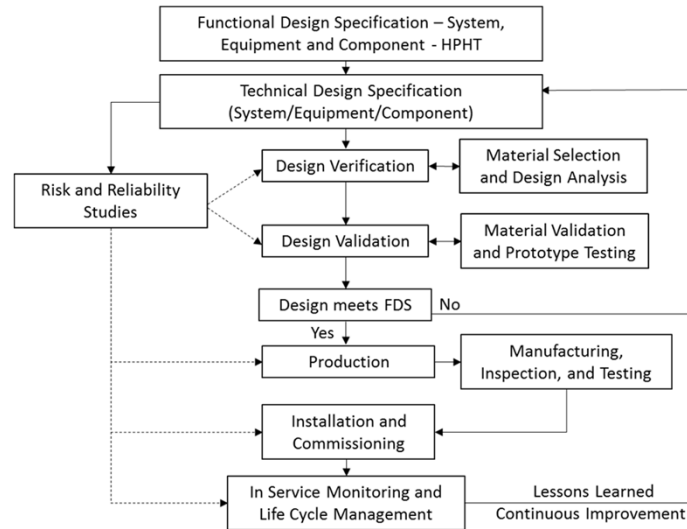 Functional Design Specification – System,
Equipment and Component - HPHT
Technical Design Specification
(System/Equipment/Component)
Design Verification
Material Selection
and Design Analysis
Risk and Reliability
Studies
Design Validation
Material Validation
and Prototype Testing
Design meets FDS
No
Yes
Production
Manufacturing,
Inspection, and Testing
Installation and
Commissioning
In Service Monitoring and
Life Cycle Management
Lessons Learned
Continuous Improvement